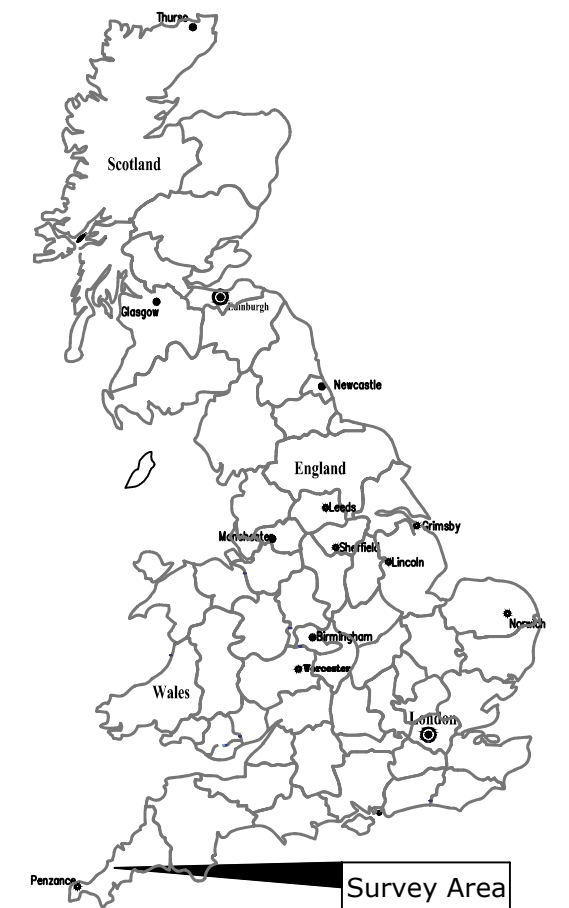 Thurso
Scotland
Glasgow
Edinburgh
Newcastle
England
Leeds
Grimsby
Manchester
Sheffield
Lincoln
Norwich
Birmingham
Worcester
Wales
London
Penzance
Survey Area